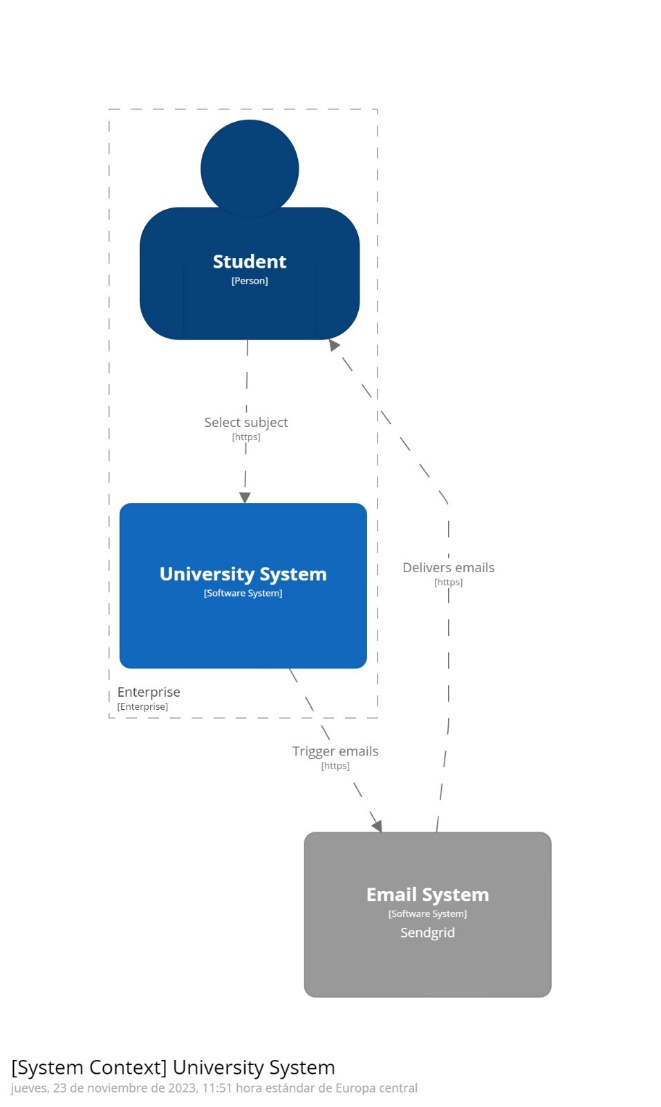 Student
[Person]
Select subject
[https]
University System
[Software System]
Delivers emails
[https]
Enterprise
[Enterprise]
Trigger emails
[https]
Email System
[Software System]
Sendgrid
[System Context] University System
jueves, 23 de noviembre de 2023, 11:51 hora estándar de Europa central